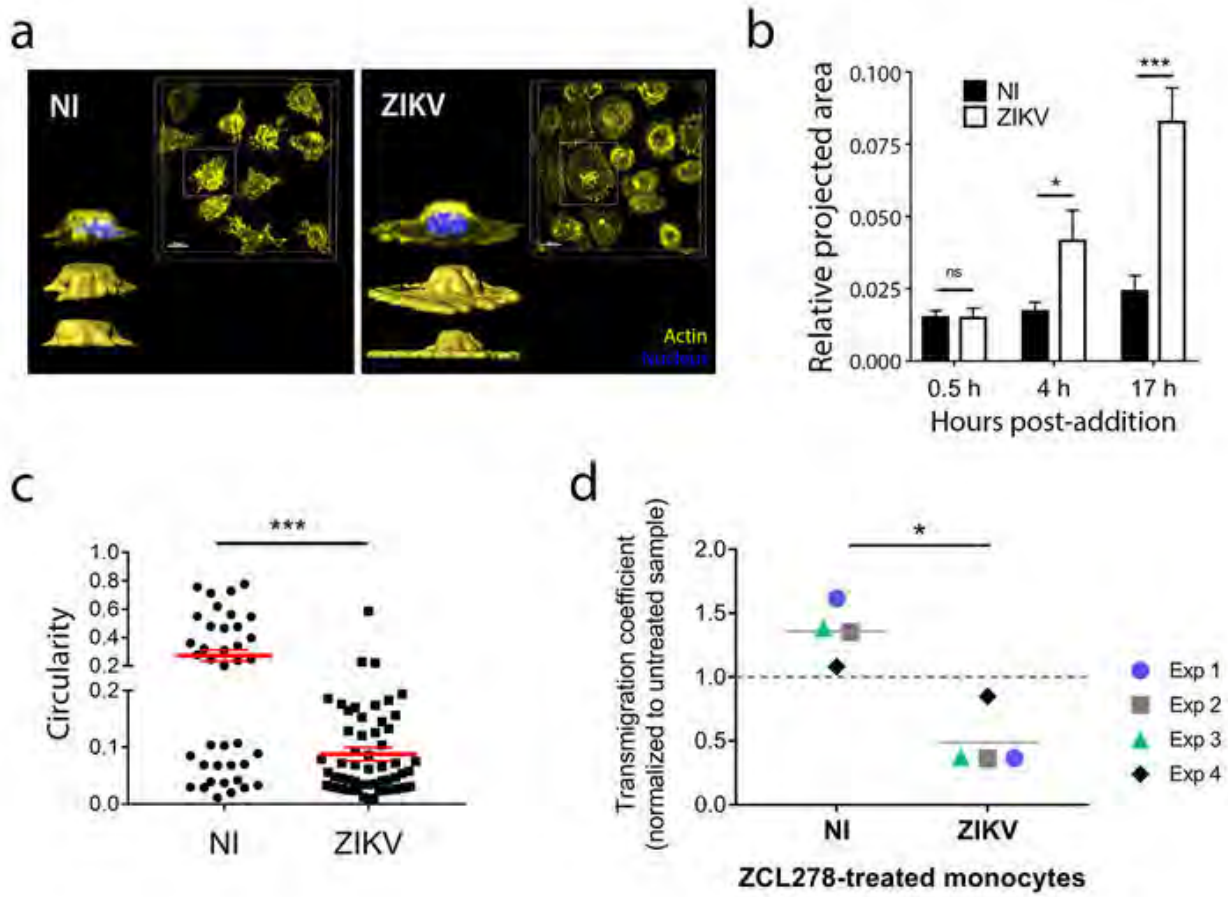 a
NI
ZIKV
Actin
Nucleus
b
Relative projected area
0.100
0.075
0.050
0.025
0.000
NI
ZIKV
ns
*
***
0.5 h
4 h
17 h
Hours post-addition
c
Circularity
1.0
0.8
0.6
0.4
0.2
0.2
0.1
0.0
***
NI
ZIKV
d
Transmigration coefficient
(normalized to untreated sample)
2.0
1.5
1.0
0.5
0.0
*
NI
ZIKV
ZCL278-treated monocytes
Exp 1
Exp 2
Exp 3
Exp 4